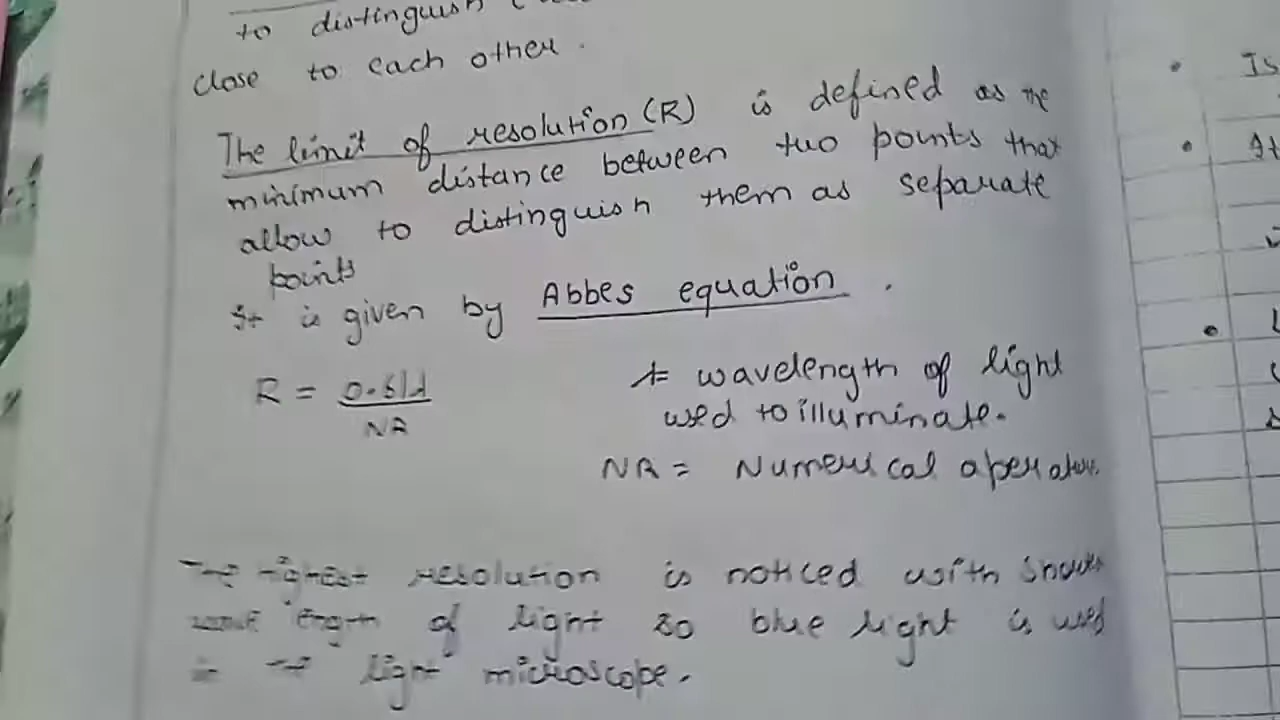 to distinguish
close to each other.
The limit of resolution (R) is defined as the
minimum distance between two points that
allow to distinguish them as separate
points
It is given by Abbes equation.
R = 0.61λ / NA
λ = wavelength of light
used to illuminate.
NA = Numerical aperature.
The highest resolution is noticed with
wave length of light so blue light is used
in the light microscope.
Is
It